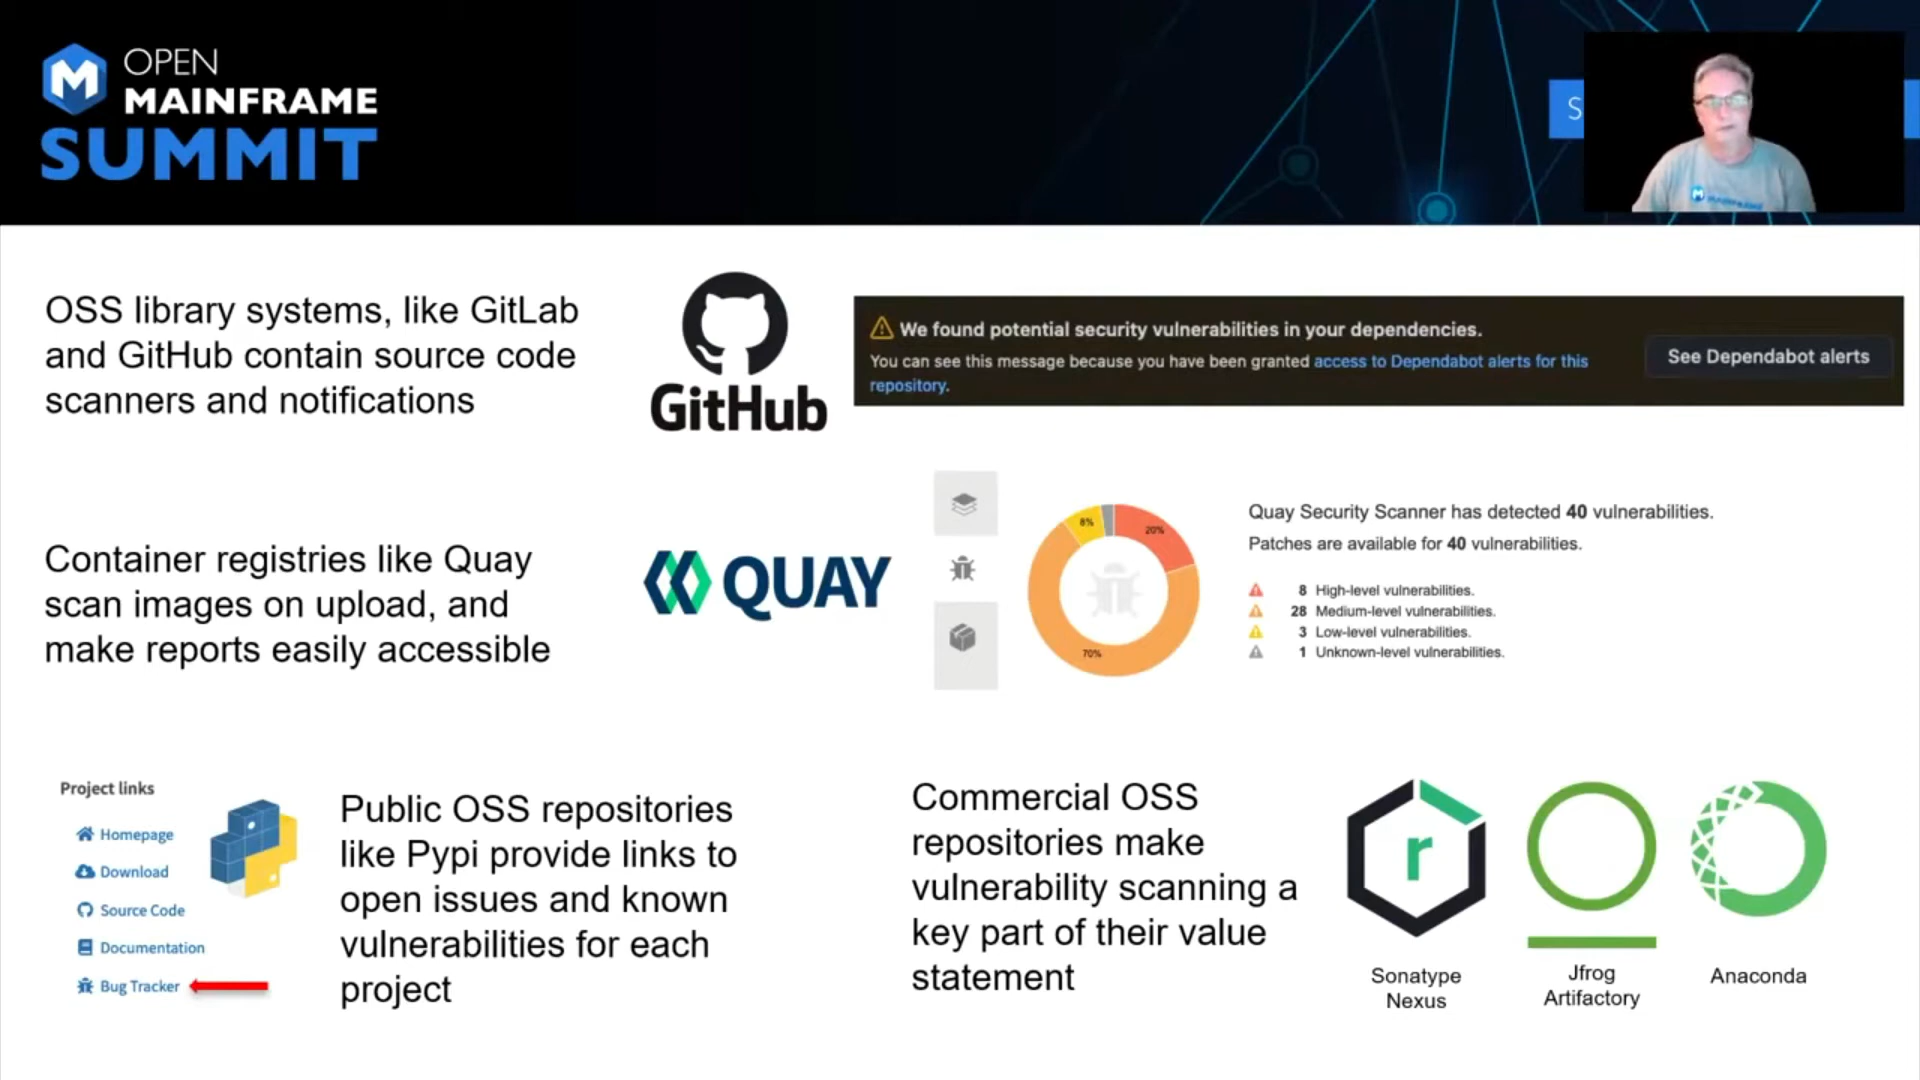 OPEN
MAINFRAME
SUMMIT
S
OSS library systems, like GitLab
and GitHub contain source code
scanners and notifications
GitHub
We found potential security vulnerabilities in your dependencies.
You can see this message because you have been granted access to Dependabot alerts for this
repository.
See Dependabot alerts
Container registries like Quay
scan images on upload, and
make reports easily accessible
QUAY
8%
20%
70%
Quay Security Scanner has detected 40 vulnerabilities.
Patches are available for 40 vulnerabilities.
8 High-level vulnerabilities.
28 Medium-level vulnerabilities.
3 Low-level vulnerabilities.
1 Unknown-level vulnerabilities.
Project links
Homepage
Download
Source Code
Documentation
Bug Tracker
Public OSS repositories
like Pypi provide links to
open issues and known
vulnerabilities for each
project
Commercial OSS
repositories make
vulnerability scanning a
key part of their value
statement
r
Sonatype
Nexus
Jfrog
Artifactory
Anaconda